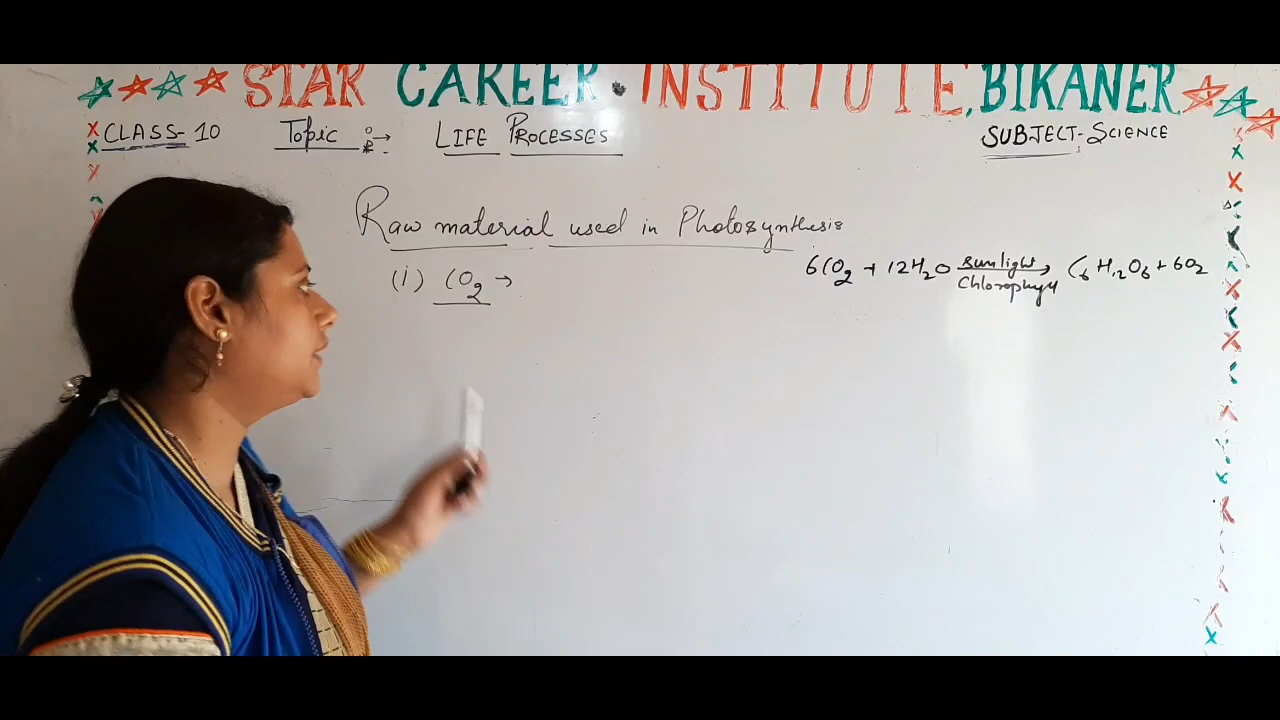 STAR CAREER INSTITUTE, BIKANER
CLASS-10 Topic :→ LIFE PROCESSES SUBJECT-SCIENCE
Raw material used in Photosynthesis
(i) CO₂ →
6CO₂ + 12H₂O sunlight→ Chlorophyll C₆H₁₂O₆ + 6O₂